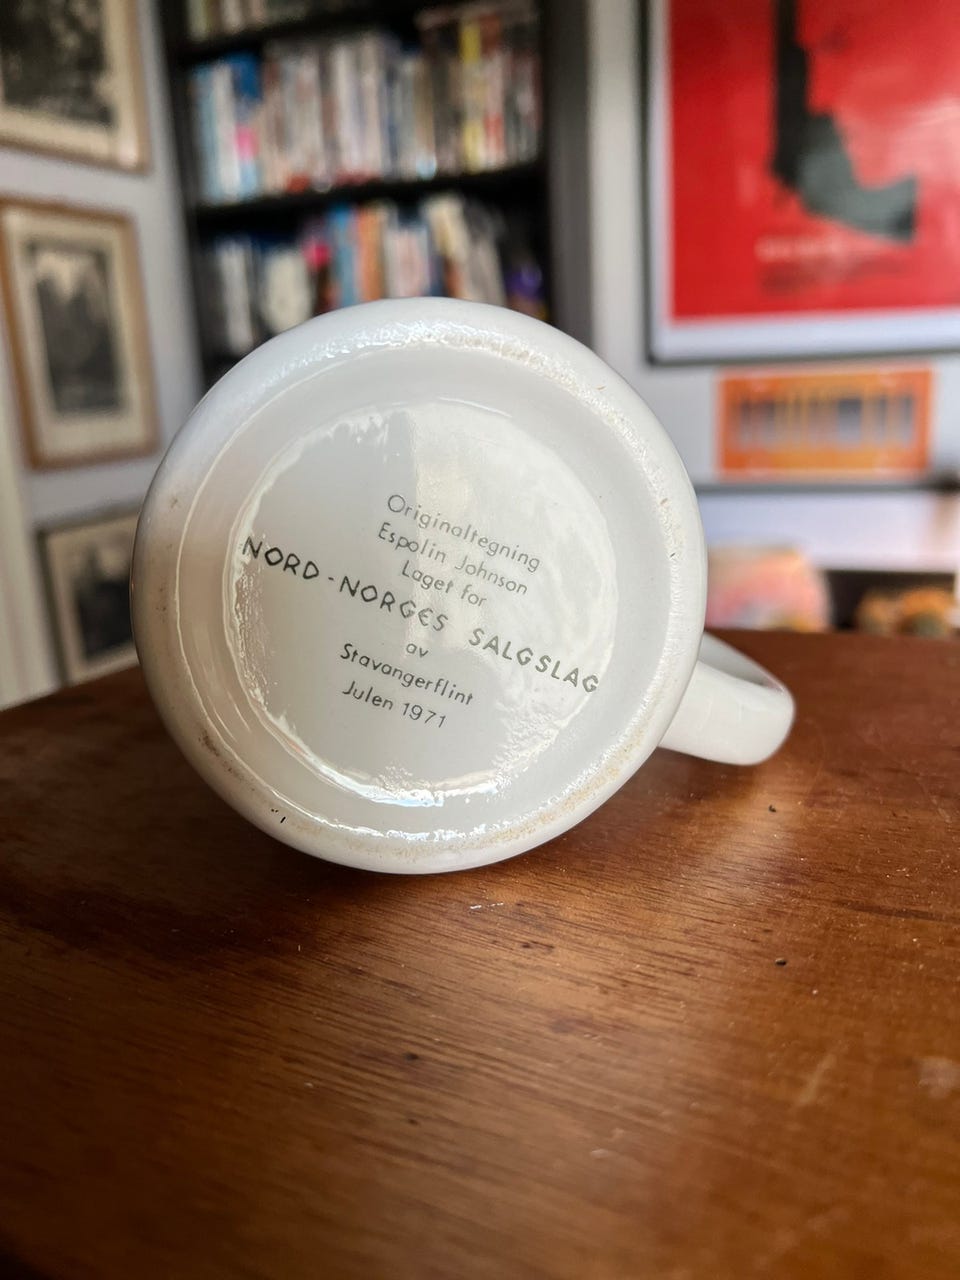 Originaltegning
Espolin Johnson
Laget for
NORD-NORGES SALGSLAG
av
Stavangerflint
Julen 1971